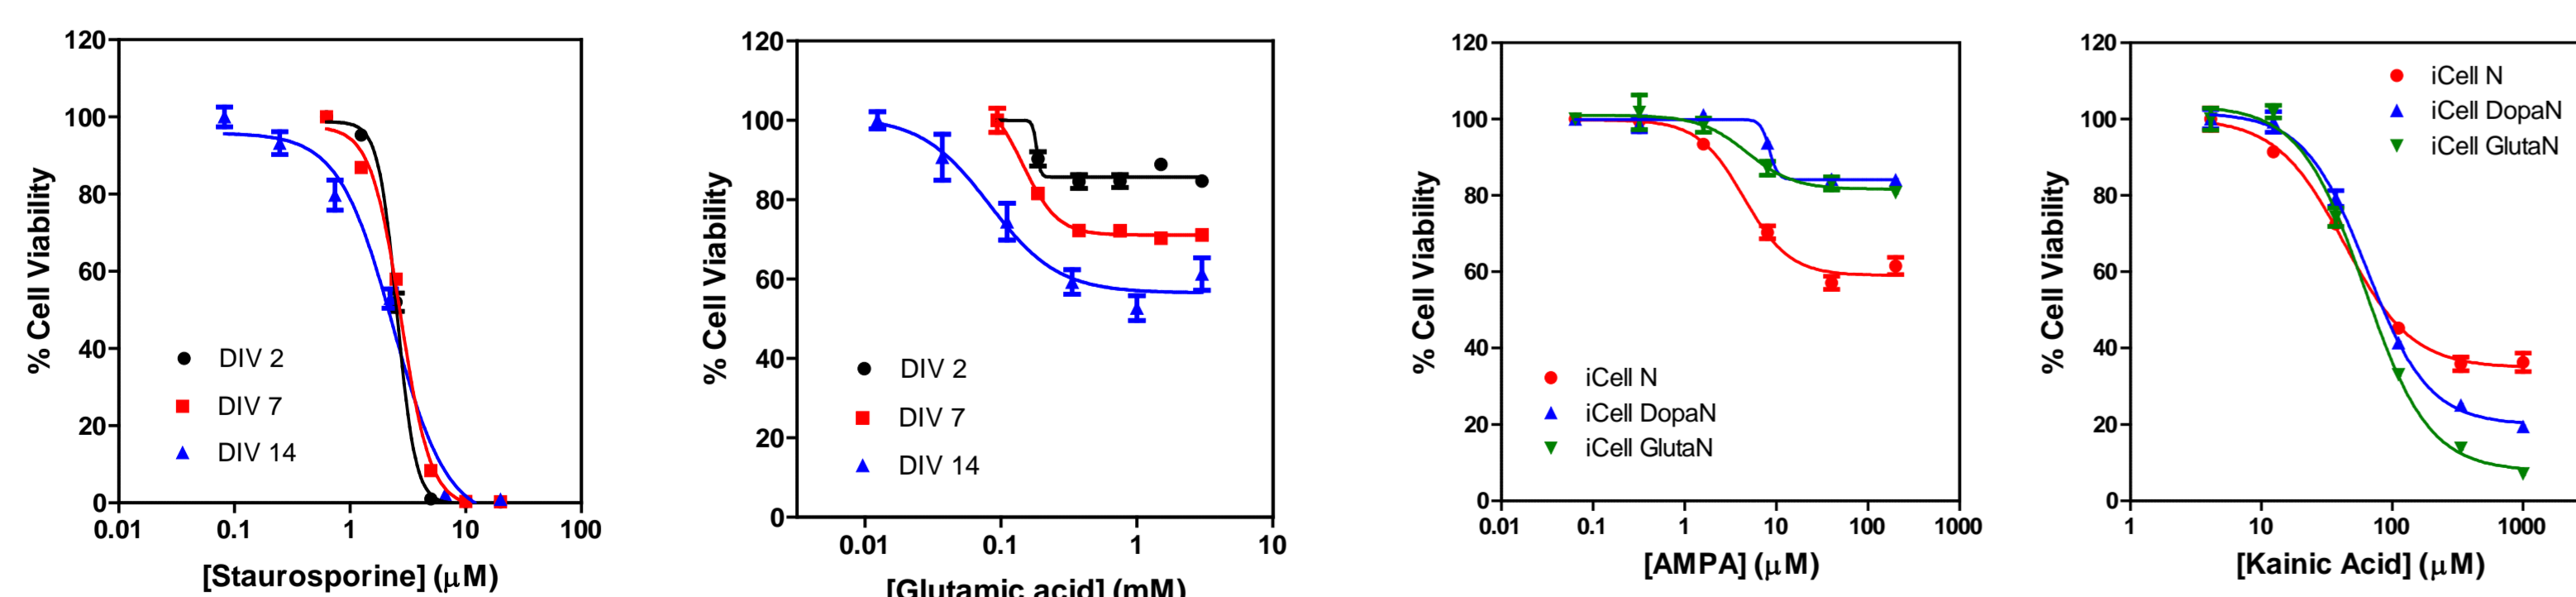 120
100
80
60
40
20
0
% Cell Viability
DIV 2
DIV 7
DIV 14
0.01 0.1 1 10 100
[Staurosporine] (μM)
120
100
80
60
40
20
0
% Cell Viability
DIV 2
DIV 7
DIV 14
0.01 0.1 1 10
[Glutamic acid] (mM)
120
100
80
60
40
20
0
% Cell Viability
iCell N
iCell DopaN
iCell GlutaN
0.01 0.1 1 10 100 1000
[AMPA] (μM)
120
100
80
60
40
20
0
% Cell Viability
iCell N
iCell DopaN
iCell GlutaN
1 10 100 1000
[Kainic Acid] (μM)